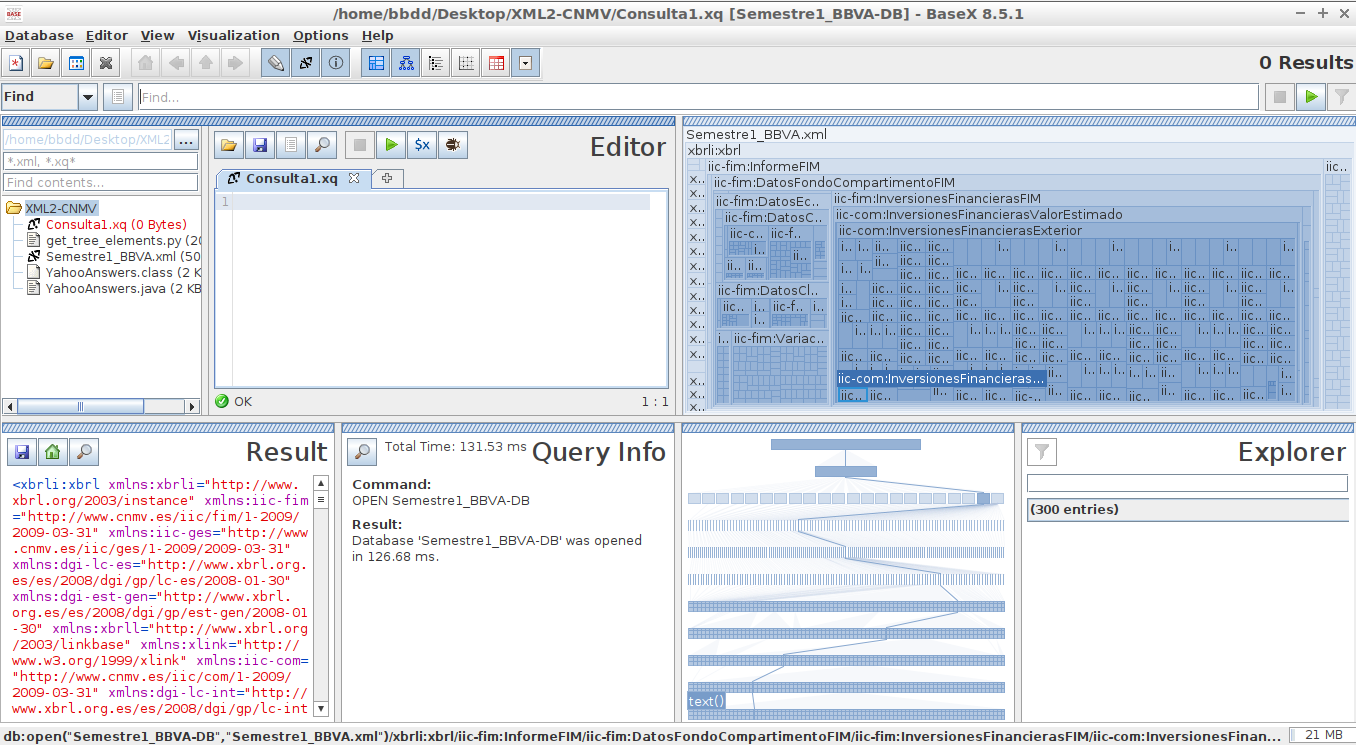 /home/bbdd/Desktop/XML2-CNMV/Consulta1.xq [Semestre1_BBVA-DB] - BaseX 8.5.1
Database Editor View Visualization Options Help
0 Results
Find
Find...
/home/bbdd/Desktop/XML2
...
*.xml, *.xq*
Find contents...
XML2-CNMV
Consulta1.xq (0 Bytes)
get_tree_elements.py (20
Semestre1_BBVA.xml (50
YahooAnswers.class (2 K
YahooAnswers.java (2 KB
Editor
$x
Consulta1.xq
1
OK
1 : 1
Semestre1_BBVA.xml
xbrli:xbrl
iic-fim:InformeFIM
iic..
iic-fim:DatosFondoCompartimentoFIM
iic-fim:DatosEc..
iic-fim:InversionesFinancierasFIM
iic-fim:DatosC..
iic-com:InversionesFinancierasValorEstimado
iic-c.. iic-f..
iic-com:InversionesFinancierasExterior
iic-fim:DatosCl..
iic.. i.. iic-f.. i..
i.. iic-fim:Variac..
iic-com:InversionesFinancieras...
Result
<xbrli:xbrl xmlns:xbrli="http://www.
xbrl.org/2003/instance" xmlns:iic-fim
="http://www.cnmv.es/iic/fim/1-2009/
2009-03-31" xmlns:iic-ges="http://www
.cnmv.es/iic/ges/1-2009/2009-03-31"
xmlns:dgi-lc-es="http://www.xbrl.org.
es/es/2008/dgi/gp/lc-es/2008-01-30"
xmlns:dgi-est-gen="http://www.xbrl.
org.es/es/2008/dgi/gp/est-gen/2008-01
-30" xmlns:xbrll="http://www.xbrl.org
/2003/linkbase" xmlns:xlink="http://
www.w3.org/1999/xlink" xmlns:iic-com=
"http://www.cnmv.es/iic/com/1-2009/
2009-03-31" xmlns:dgi-lc-int="http://
www.xbrl.org.es/es/2008/dgi/gp/lc-int
Total Time: 131.53 ms
Query Info
Command:
OPEN Semestre1_BBVA-DB
Result:
Database 'Semestre1_BBVA-DB' was opened
in 126.68 ms.
text()
Explorer
(300 entries)
db:open("Semestre1_BBVA-DB","Semestre1_BBVA.xml")/xbrli:xbrl/iic-fim:InformeFIM/iic-fim:DatosFondoCompartimentoFIM/iic-fim:InversionesFinancierasFIM/iic-com:InversionesFinan...
21 MB